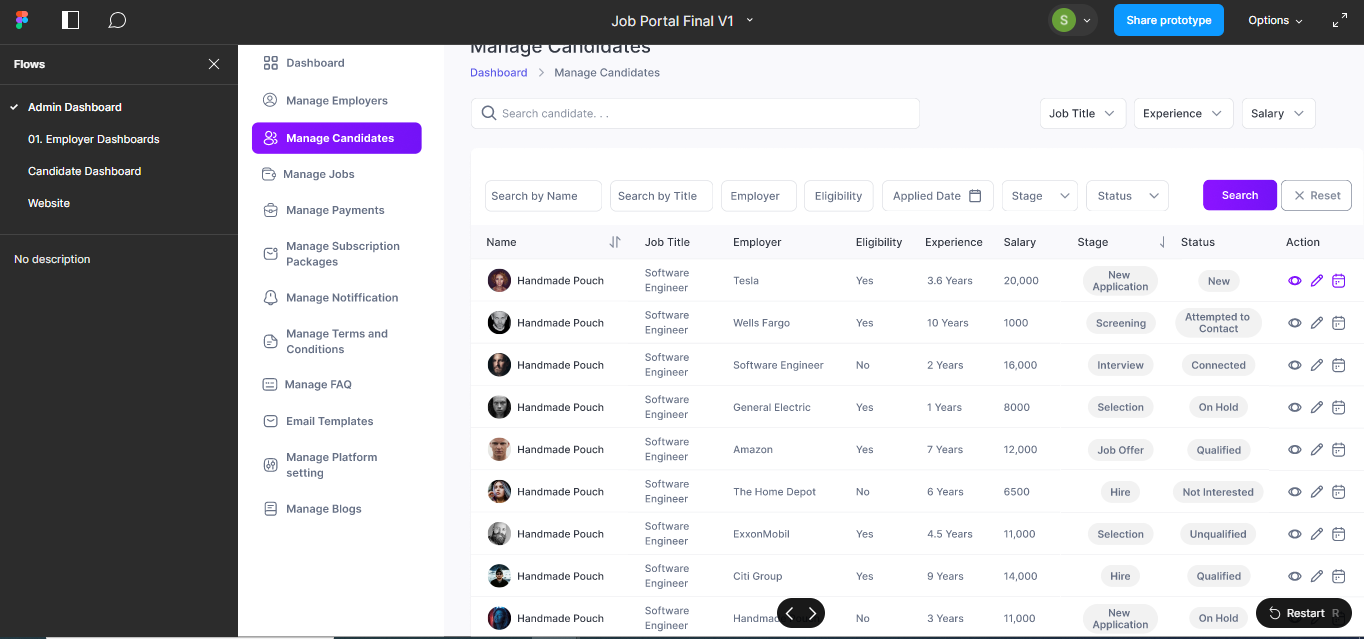 Job Portal Final V1
S
Share prototype
Options
Flows
Admin Dashboard
01. Employer Dashboards
Candidate Dashboard
Website
No description
Dashboard
Manage Employers
Manage Candidates
Manage Jobs
Manage Payments
Manage Subscription
Packages
Manage Notiffication
Manage Terms and
Conditions
Manage FAQ
Email Templates
Manage Platform
setting
Manage Blogs
Manage Candidates
Dashboard > Manage Candidates
Search candidate. . .
Job Title
Experience
Salary
Search by Name
Search by Title
Employer
Eligibility
Applied Date
Stage
Status
Search
Reset
Name Job Title Employer Eligibility Experience Salary Stage Status Action
Handmade Pouch Software Engineer Tesla Yes 3.6 Years 20,000 New Application New
Handmade Pouch Software Engineer Wells Fargo Yes 10 Years 1000 Screening Attempted to Contact
Handmade Pouch Software Engineer Software Engineer No 2 Years 16,000 Interview Connected
Handmade Pouch Software Engineer General Electric Yes 1 Years 8000 Selection On Hold
Handmade Pouch Software Engineer Amazon Yes 7 Years 12,000 Job Offer Qualified
Handmade Pouch Software Engineer The Home Depot No 6 Years 6500 Hire Not Interested
Handmade Pouch Software Engineer ExxonMobil Yes 4.5 Years 11,000 Selection Unqualified
Handmade Pouch Software Engineer Citi Group Yes 9 Years 14,000 Hire Qualified
Handmade Pouch Software Engineer No 3 Years 11,000 New Application On Hold
Restart R